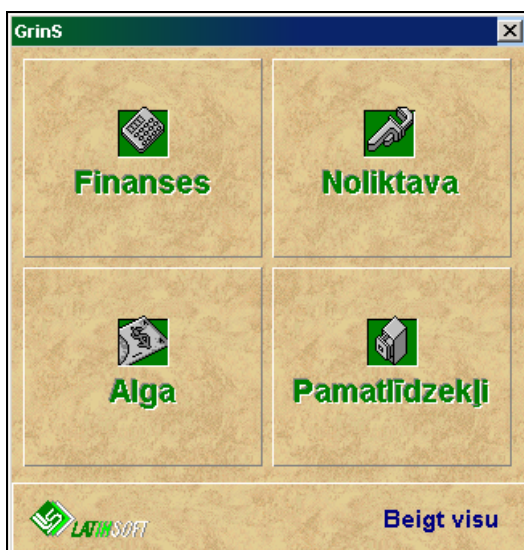 GrinS
Finanses
Noliktava
Alga
Pamatlīdzekļi
LATINSOFT
Beigt visu